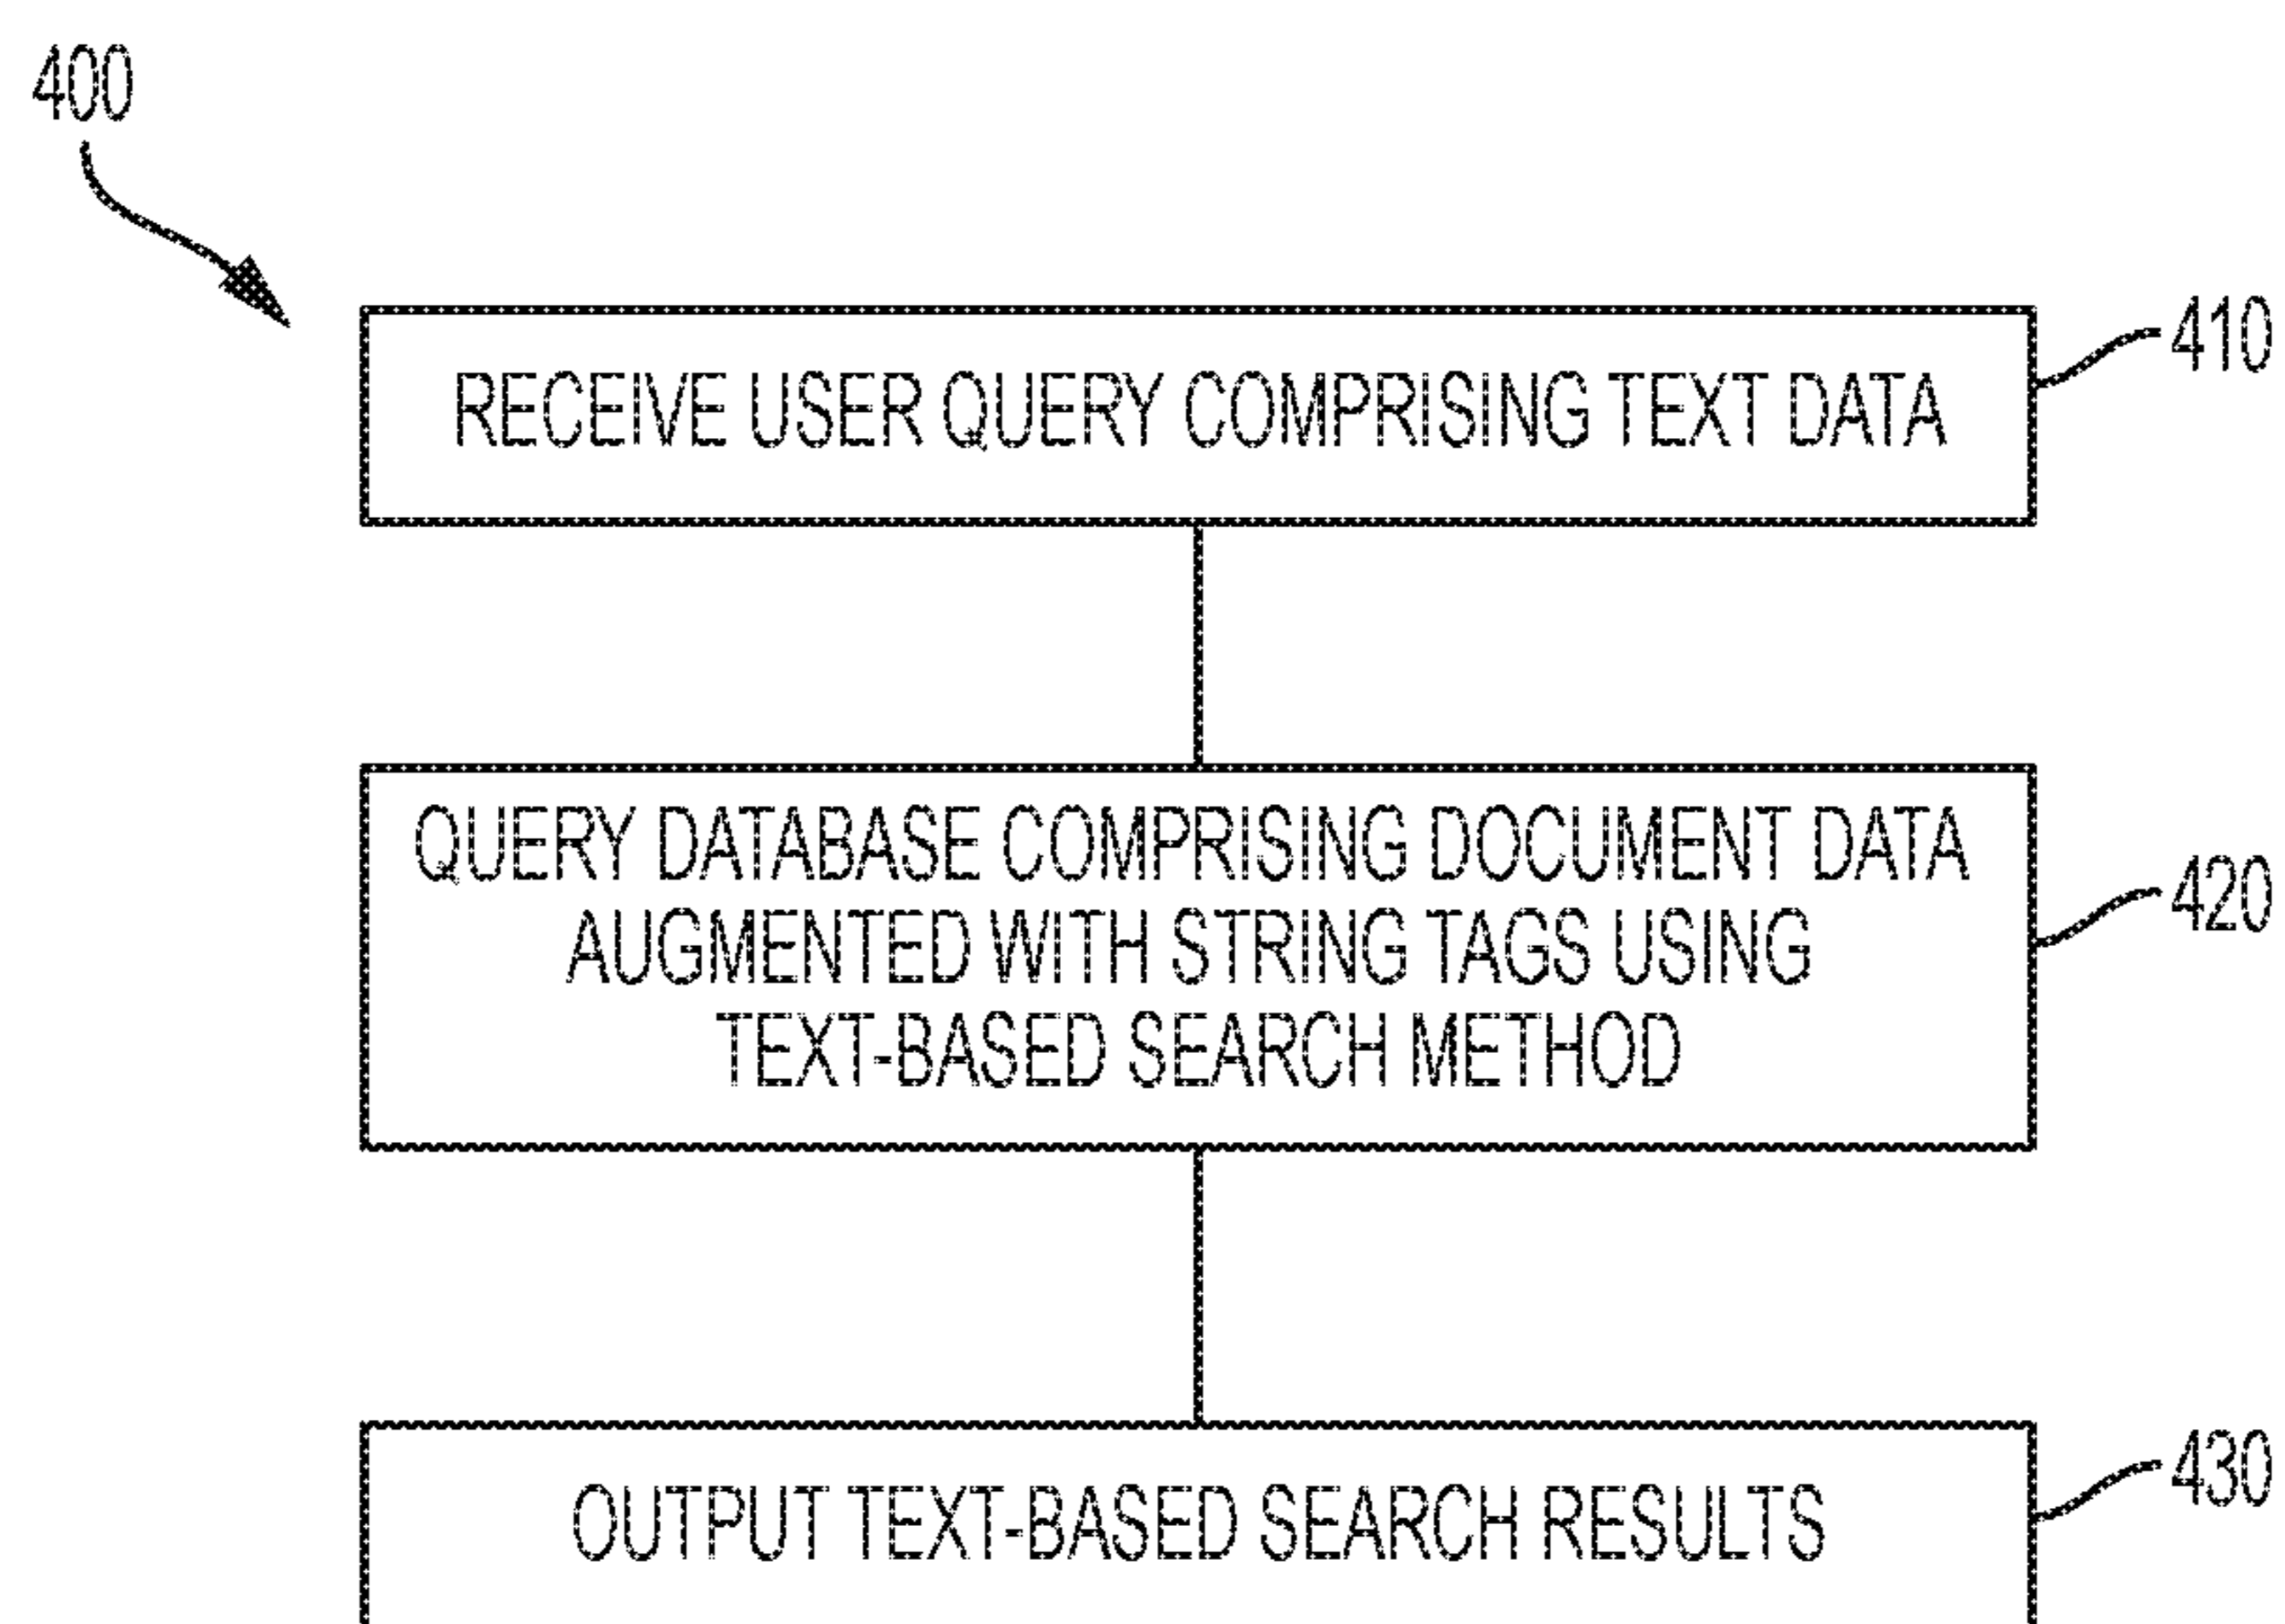 400
RECEIVE USER QUERY COMPRISING TEXT DATA
410
QUERY DATABASE COMPRISING DOCUMENT DATA
AUGMENTED WITH STRING TAGS USING
TEXT-BASED SEARCH METHOD
420
OUTPUT TEXT-BASED SEARCH RESULTS
430